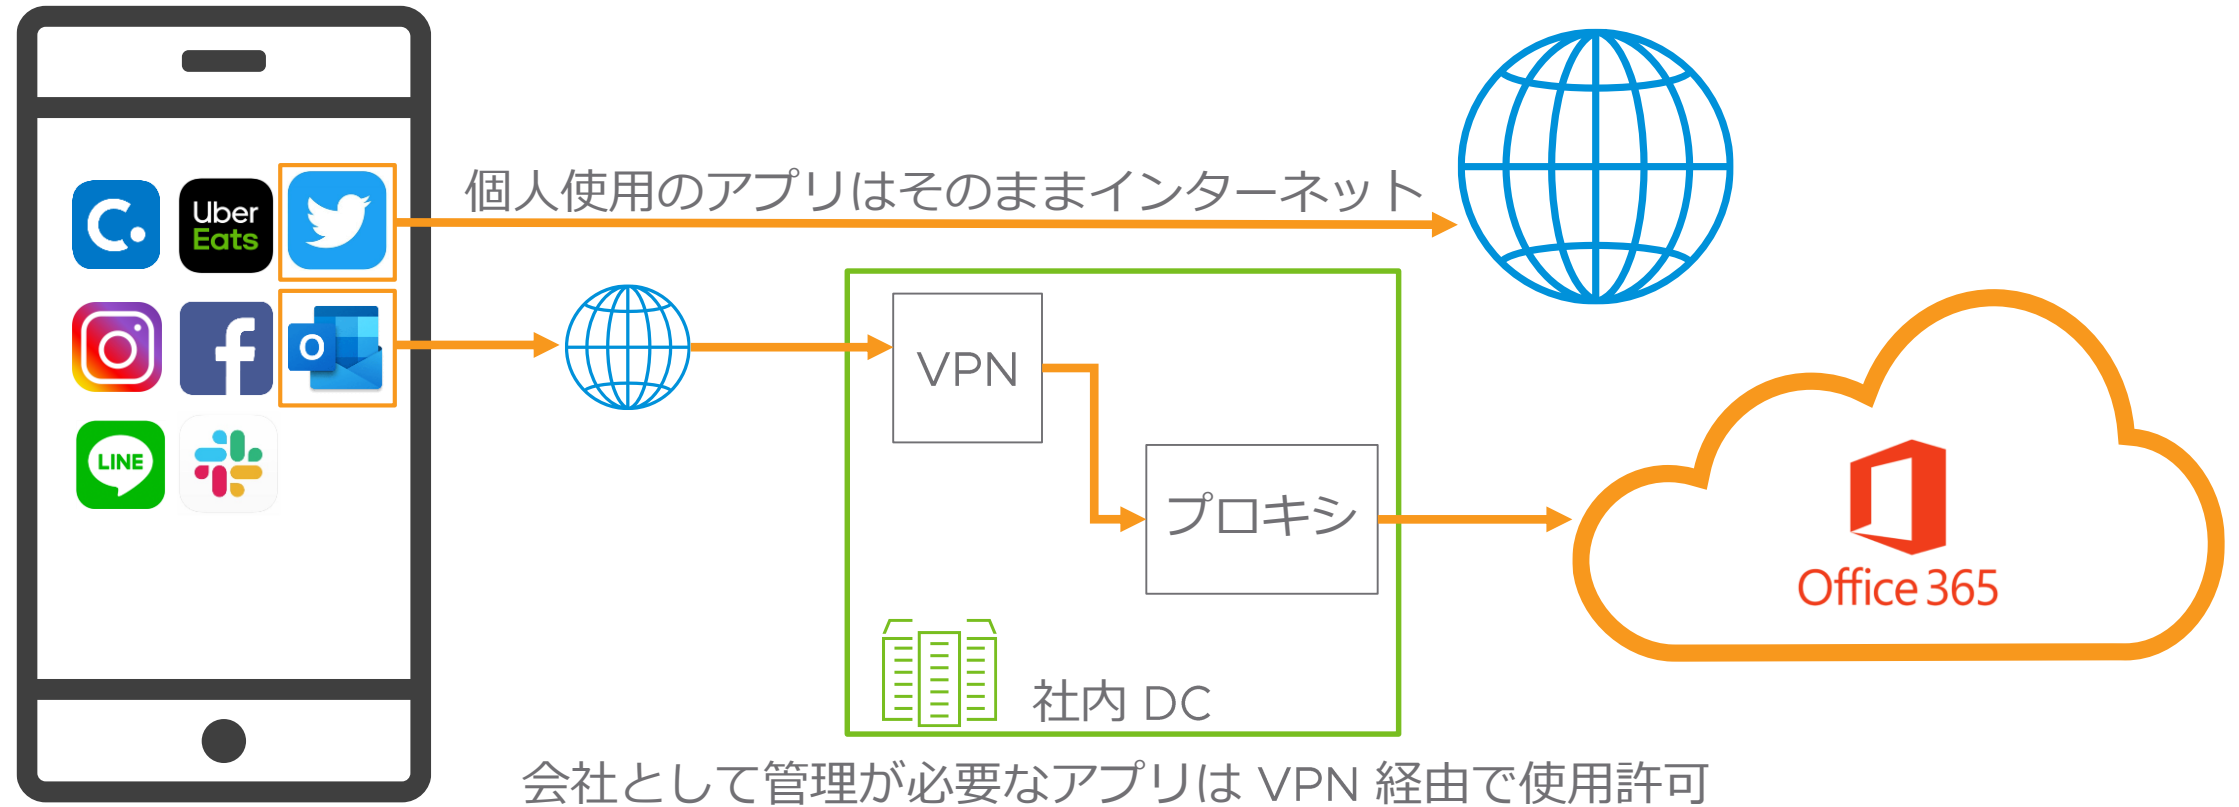 個人使用のアプリはそのままインターネット
Uber
Eats
VPN
O
プロキシ
LINE
Office 365
社内 DC
会社として管理が必要なアプリは VPN 経由で使用許可